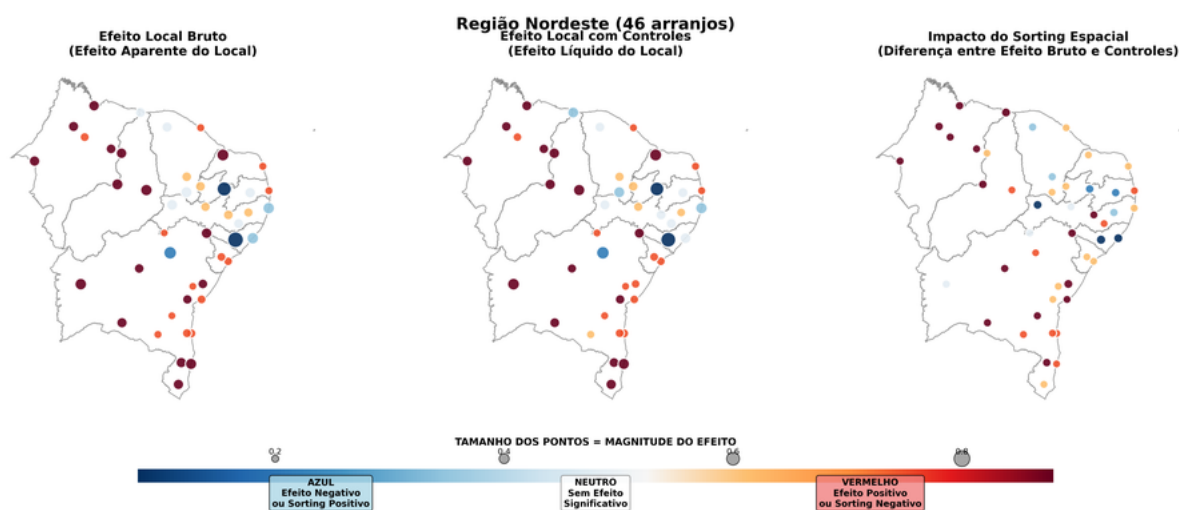 Região Nordeste (46 arranjos)
Efeito Local Bruto
(Efeito Aparente do Local)
Efeito Local com Controles
(Efeito Líquido do Local)
Impacto do Sorting Espacial
(Diferença entre Efeito Bruto e Controles)
TAMANHO DOS PONTOS = MAGNITUDE DO EFEITO
0.2
0.4
0.6
0.8
AZUL
Efeito Negativo
ou Sorting Positivo
NEUTRO
Sem Efeito
Significativo
VERMELHO
Efeito Positivo
ou Sorting Negativo